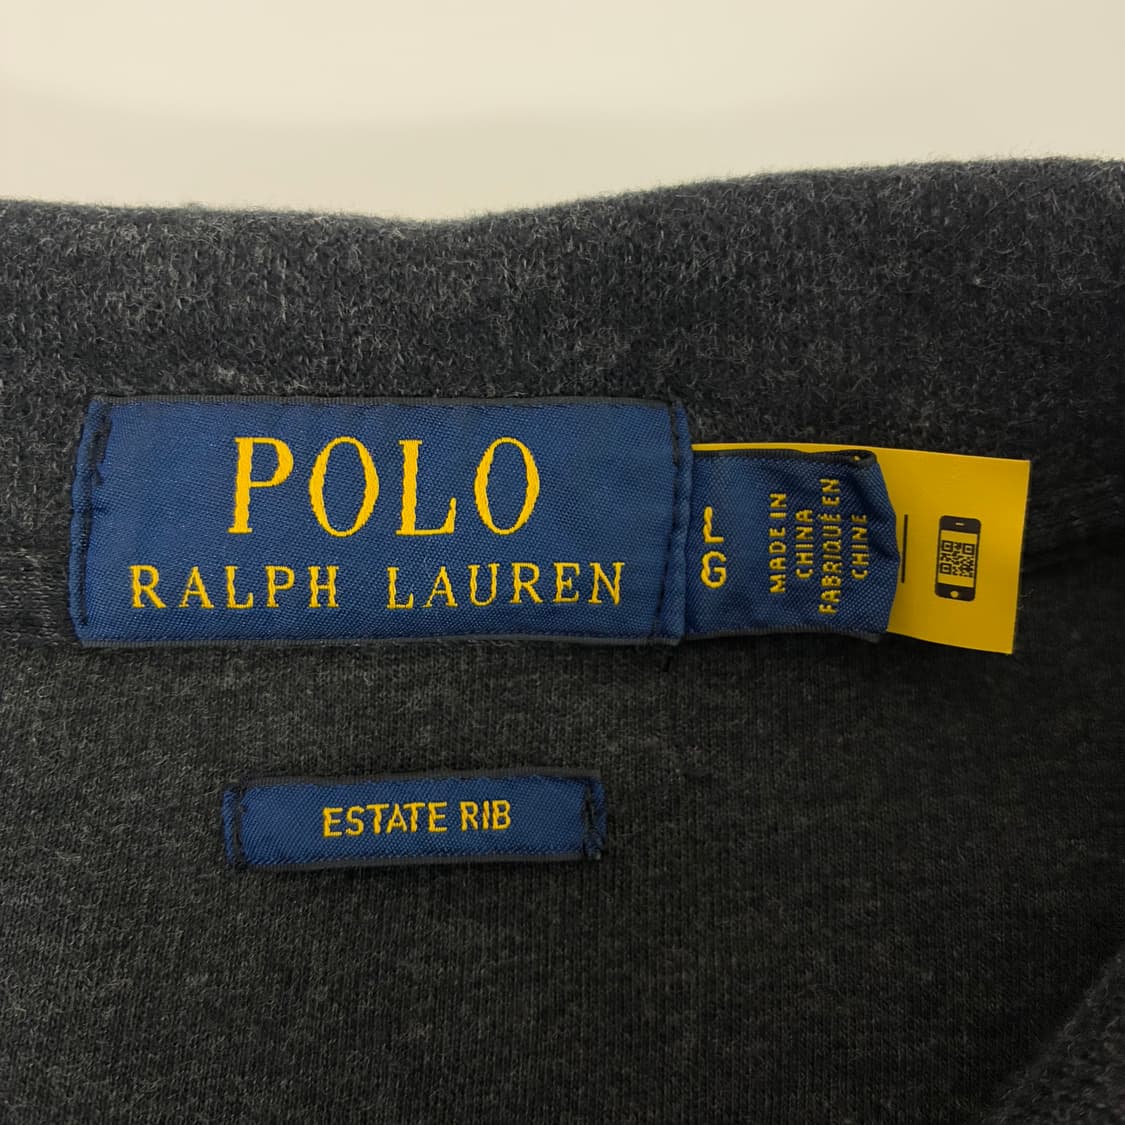 POLO
RALPH LAUREN
L
G
MADE IN
CHINA
FABRIQUÉ EN
CHINE
ESTATE RIB